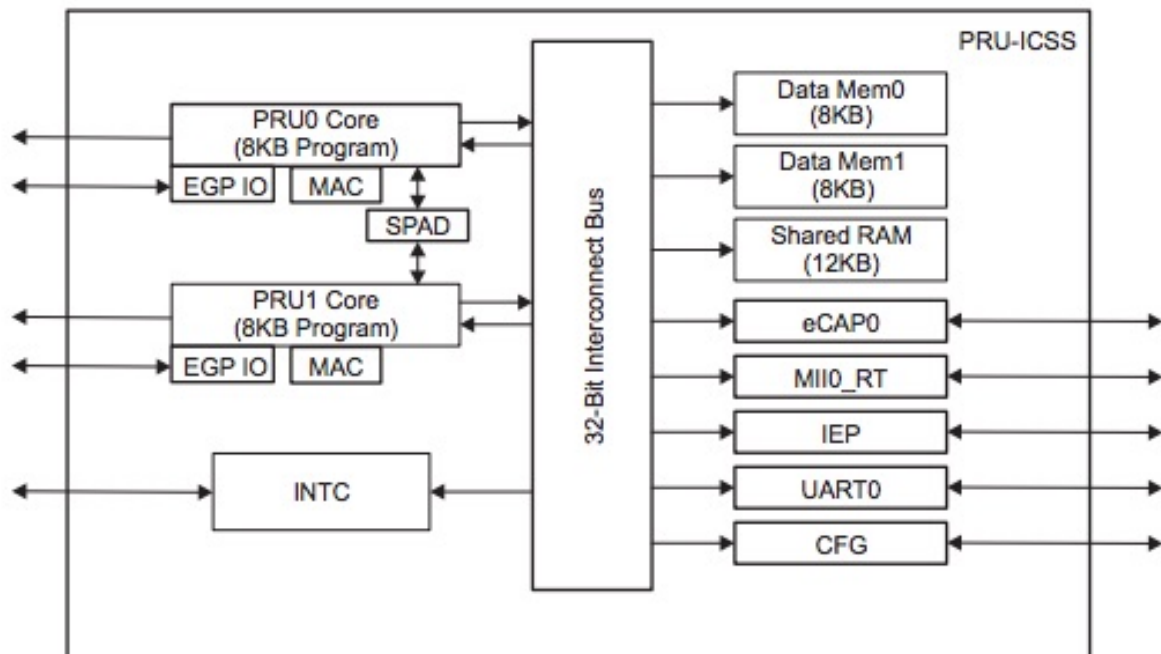 PRU-ICSS
PRU0 Core
(8KB Program)
EGP IO
MAC
SPAD
PRU1 Core
(8KB Program)
EGP IO
MAC
INTC
32-Bit Interconnect Bus
Data Mem0
(8KB)
Data Mem1
(8KB)
Shared RAM
(12KB)
eCAP0
MII0_RT
IEP
UART0
CFG